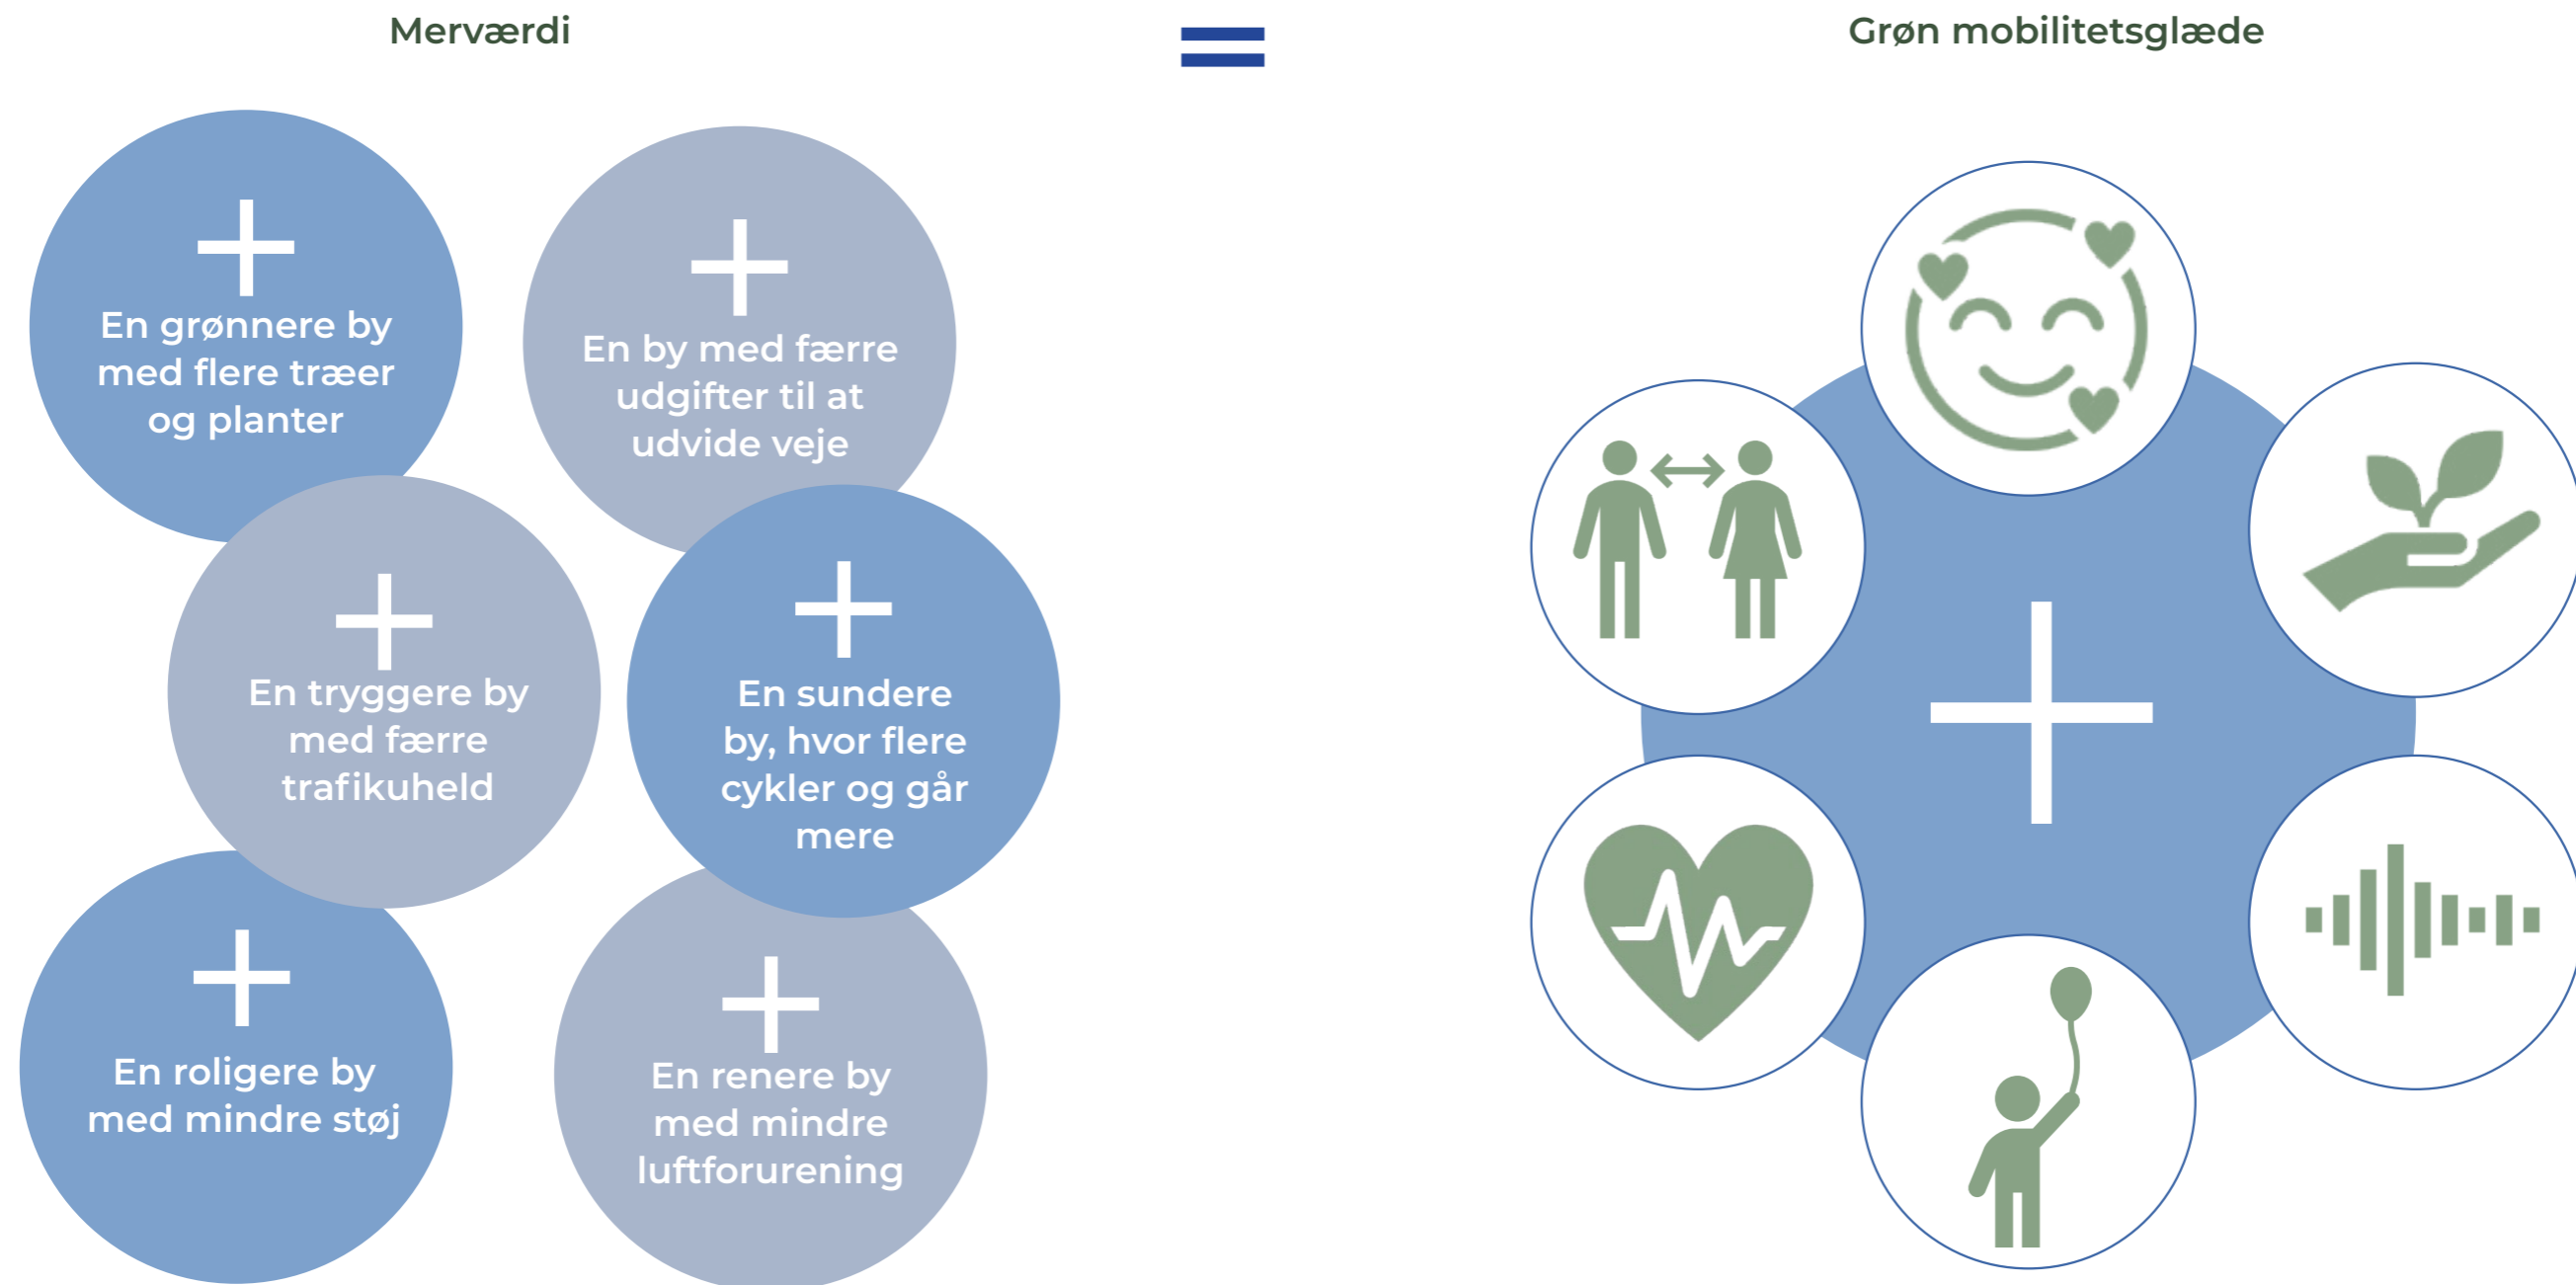 Merværdi
=
Grøn mobilitetsglæde
+
En grønnere by
med flere træer
og planter
+
En by med færre
udgifter til at
udvide veje
+
En tryggere by
med færre
trafikuheld
+
En sundere
by, hvor flere
cykler og går
mere
+
En roligere by
med mindre støj
+
En renere by
med mindre
luftforurening
+